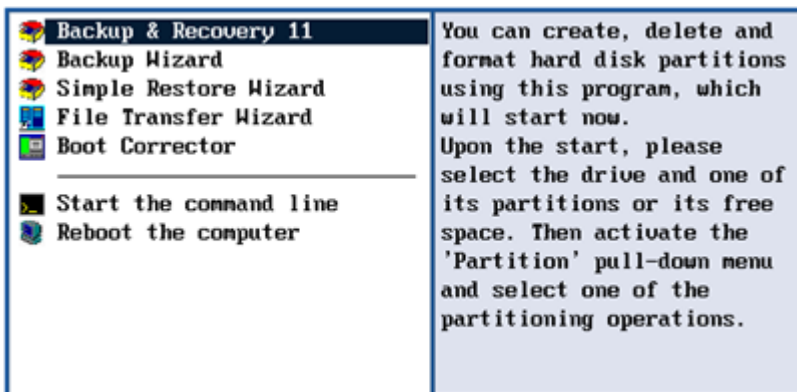 Backup & Recovery 11
Backup Wizard
Simple Restore Wizard
File Transfer Wizard
Boot Corrector
Start the command line
Reboot the computer
You can create, delete and
format hard disk partitions
using this program, which
will start now.
Upon the start, please
select the drive and one of
its partitions or its free
space. Then activate the
'Partition' pull-down menu
and select one of the
partitioning operations.